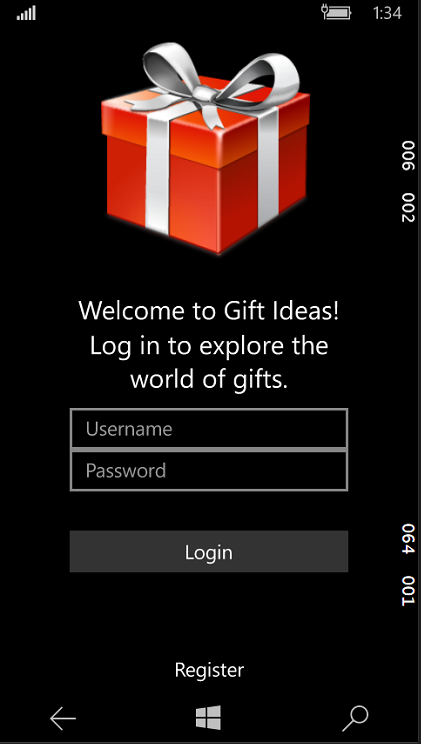 1:34
006 002
Welcome to Gift Ideas!
Log in to explore the
world of gifts.
Username
Password
Login
064 001
Register